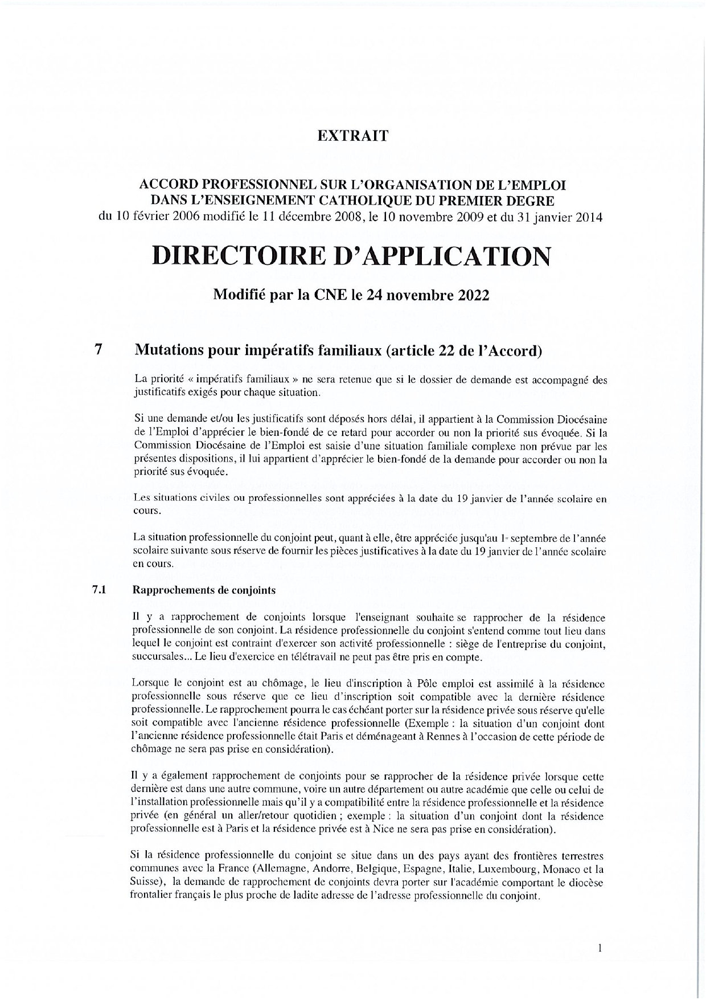 EXTRAIT
ACCORD PROFESSIONNEL SUR L'ORGANISATION DE L'EMPLOI
DANS L'ENSEIGNEMENT CATHOLIQUE DU PREMIER DEGRE
du 10 février 2006 modifié le 11 décembre 2008, le 10 novembre 2009 et du 31 janvier 2014
DIRECTOIRE D'APPLICATION
Modifié par la CNE le 24 novembre 2022
7 Mutations pour impératifs familiaux (article 22 de l'Accord)
La priorité « impératifs familiaux » ne sera retenue que si le dossier de demande est accompagné des
justificatifs exigés pour chaque situation.
Si une demande et/ou les justificatifs sont déposés hors délai, il appartient à la Commission Diocésaine
de l'Emploi d'apprécier le bien-fondé de ce retard pour accorder ou non la priorité sus évoquée. Si la
Commission Diocésaine de l'Emploi est saisie d'une situation familiale complexe non prévue par les
présentes dispositions, il lui appartient d'apprécier le bien-fondé de la demande pour accorder ou non la
priorité sus évoquée.
Les situations civiles ou professionnelles sont appréciées à la date du 19 janvier de l'année scolaire en
cours.
La situation professionnelle du conjoint peut, quant à elle, être appréciée jusqu'au 1er septembre de l'année
scolaire suivante sous réserve de fournir les pièces justificatives à la date du 19 janvier de l'année scolaire
en cours.
7.1 Rapprochements de conjoints
Il y a rapprochement de conjoints lorsque l'enseignant souhaite se rapprocher de la résidence
professionnelle de son conjoint. La résidence professionnelle du conjoint s'entend comme tout lieu dans
lequel le conjoint est contraint d'exercer son activité professionnelle : siège de l'entreprise du conjoint,
succursales... Le lieu d'exercice en télétravail ne peut pas être pris en compte.
Lorsque le conjoint est au chômage, le lieu d'inscription à Pôle emploi est assimilé à la résidence
professionnelle sous réserve que ce lieu d'inscription soit compatible avec la dernière résidence
professionnelle. Le rapprochement pourra le cas échéant porter sur la résidence privée sous réserve qu'elle
soit compatible avec l'ancienne résidence professionnelle (Exemple : la situation d'un conjoint dont
l'ancienne résidence professionnelle était Paris et déménageant à Rennes à l'occasion de cette période de
chômage ne sera pas prise en considération).
Il y a également rapprochement de conjoints pour se rapprocher de la résidence privée lorsque cette
dernière est dans une autre commune, voire un autre département ou autre académie que celle ou celui de
l'installation professionnelle mais qu'il y a compatibilité entre la résidence professionnelle et la résidence
privée (en général un aller/retour quotidien ; exemple : la situation d'un conjoint dont la résidence
professionnelle est à Paris et la résidence privée est à Nice ne sera pas prise en considération).
Si la résidence professionnelle du conjoint se situe dans un des pays ayant des frontières terrestres
communes avec la France (Allemagne, Andorre, Belgique, Espagne, Italie, Luxembourg, Monaco et la
Suisse), la demande de rapprochement de conjoints devra porter sur l'académie comportant le diocèse
frontalier français le plus proche de ladite adresse de l'adresse professionnelle du conjoint.
1